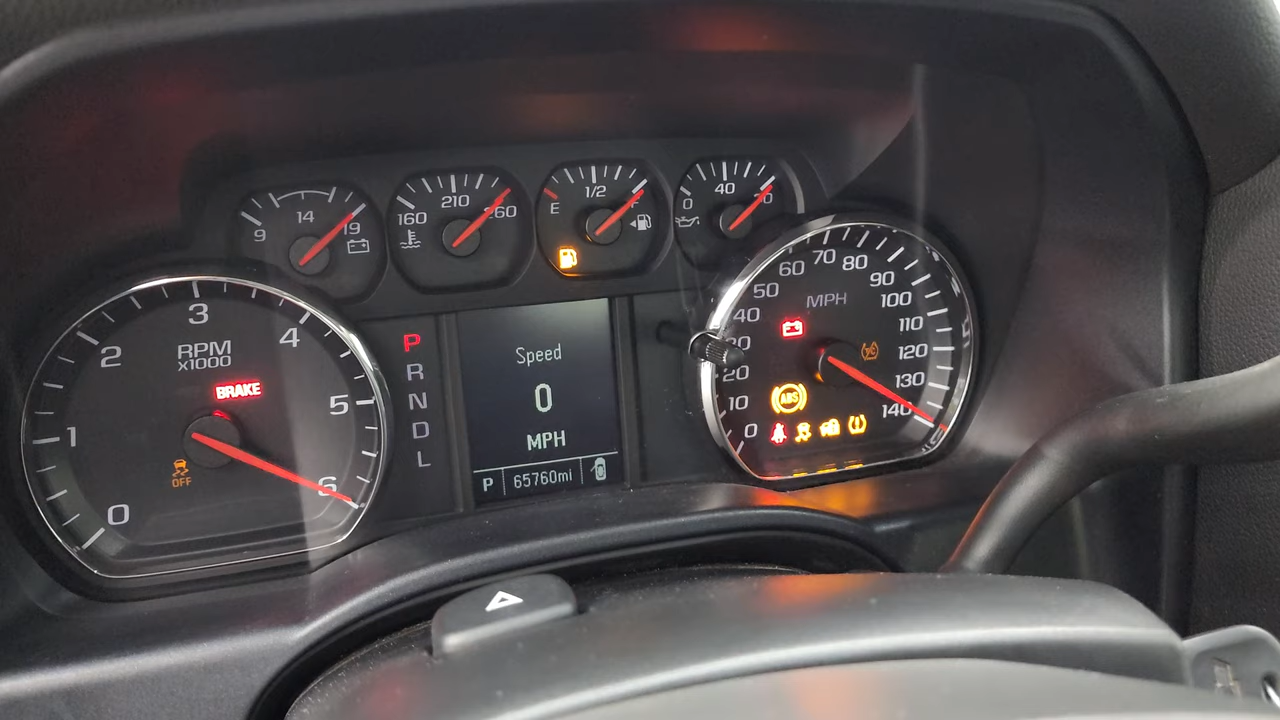 9 14 19
160 210 260
E 1/2 F
0 40
RPM
x1000
0 1 2 3 4 5 6
BRAKE
OFF
P
R
N
D
L
Speed
0
MPH
P 65760mi
MPH
0 10 20 40 50 60 70 80 90 100 110 120 130 140
ABS
T/C